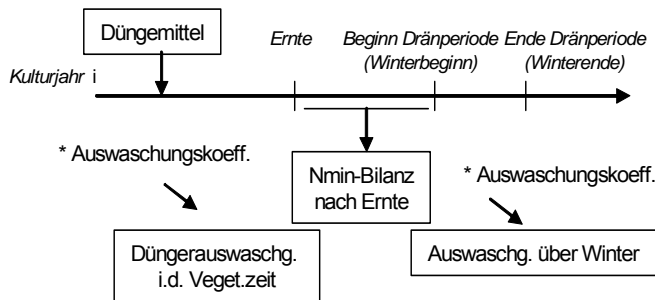 Düngemittel
Ernte
Beginn Dränperiode
(Winterbeginn)
Ende Dränperiode
(Winterende)
Kulturjahr i
* Auswaschungskoeff.
Nmin-Bilanz
nach Ernte
* Auswaschungskoeff.
Düngerauswaschg.
i.d. Veget.zeit
Auswaschg. über Winter